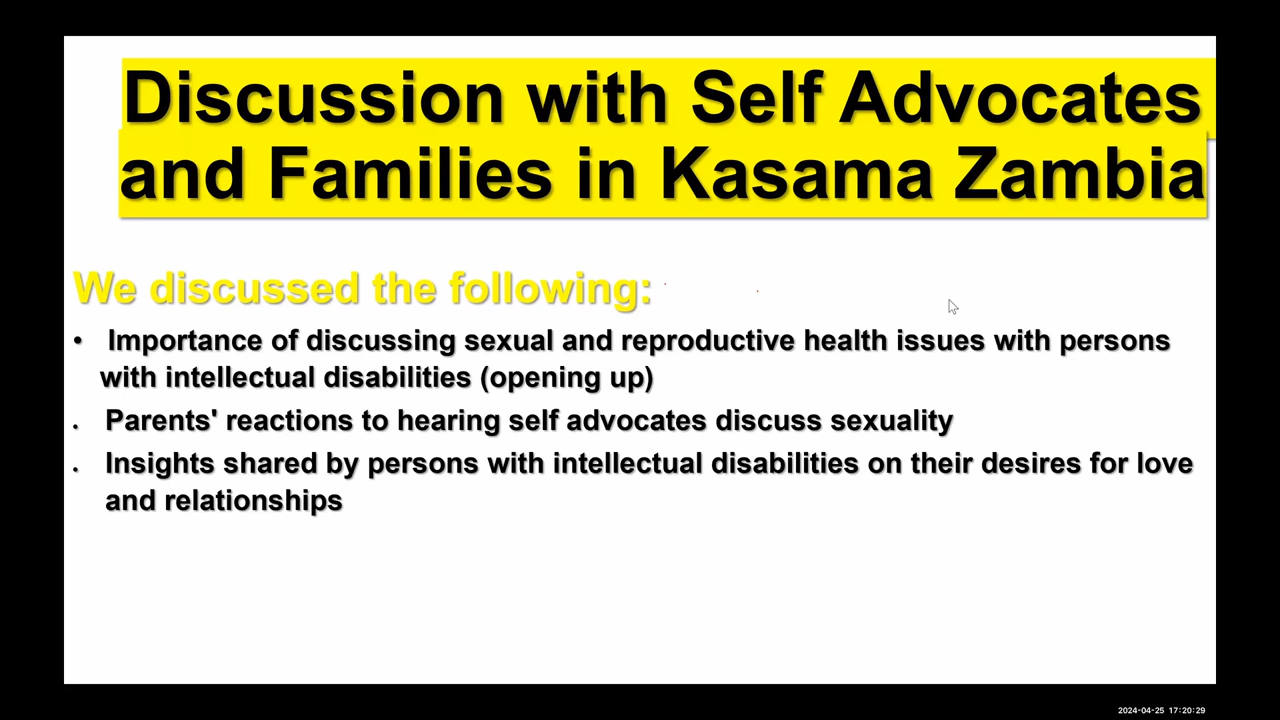 Discussion with Self Advocates
and Families in Kasama Zambia
We discussed the following:
• Importance of discussing sexual and reproductive health issues with persons
with intellectual disabilities (opening up)
• Parents' reactions to hearing self advocates discuss sexuality
• Insights shared by persons with intellectual disabilities on their desires for love
and relationships
2024-04-25 17:20:29